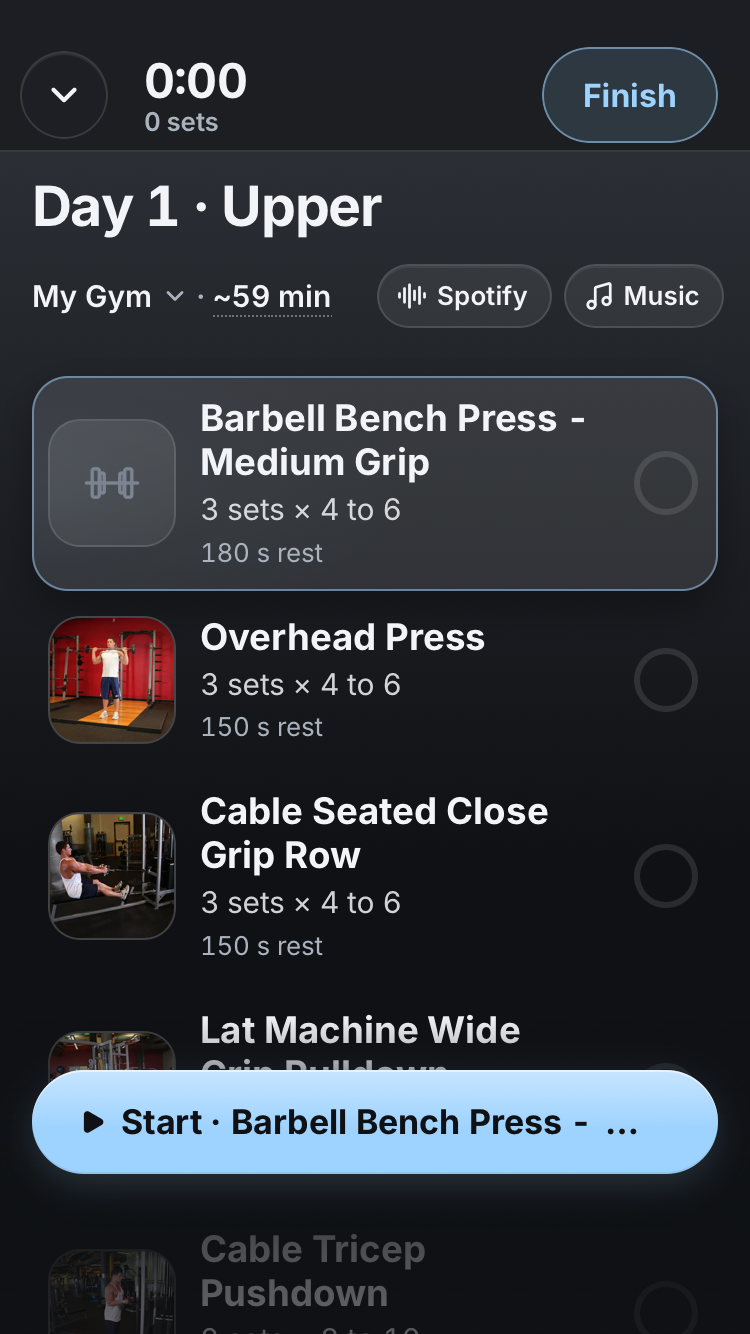 0:00
0 sets
Finish
Day 1 · Upper
My Gym · ~59 min
Spotify
Music
Barbell Bench Press -
Medium Grip
3 sets × 4 to 6
180 s rest
Overhead Press
3 sets × 4 to 6
150 s rest
Cable Seated Close
Grip Row
3 sets × 4 to 6
150 s rest
Lat Machine Wide
Grip Pulldown
Start · Barbell Bench Press - …
Cable Tricep
Pushdown